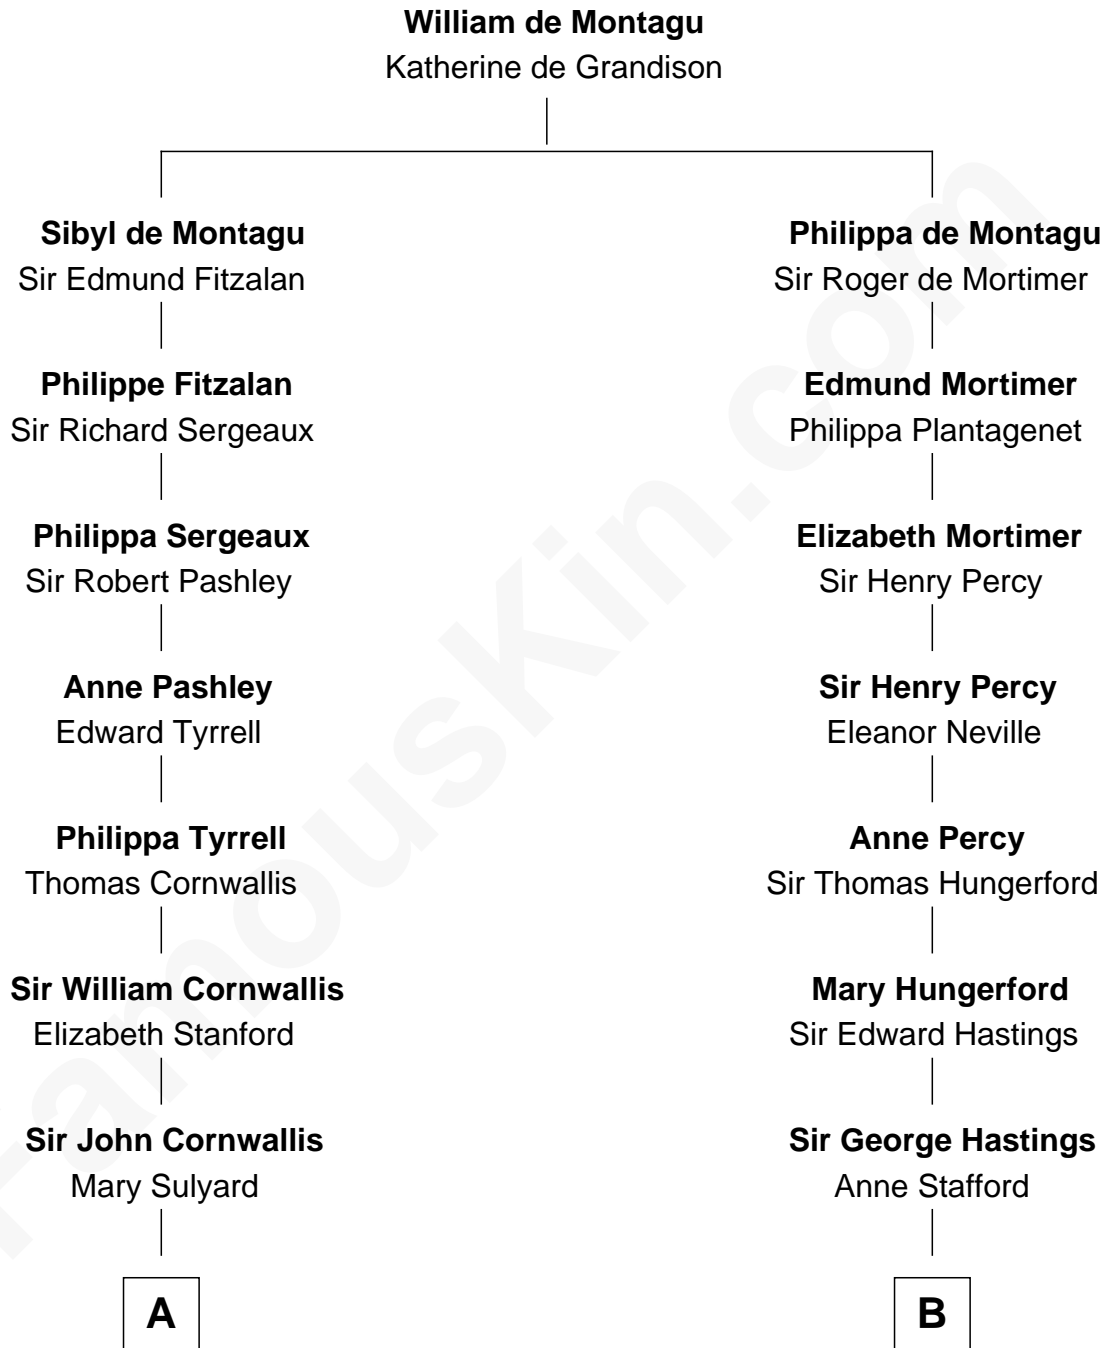 William de Montagu
Katherine de Grandison
Sibyl de Montagu
Sir Edmund Fitzalan
Philippa de Montagu
Sir Roger de Mortimer
Philippe Fitzalan
Sir Richard Sergeaux
Edmund Mortimer
Philippa Plantagenet
Philippa Sergeaux
Sir Robert Pashley
Elizabeth Mortimer
Sir Henry Percy
Anne Pashley
Edward Tyrrell
Sir Henry Percy
Eleanor Neville
Philippa Tyrrell
Thomas Cornwallis
Anne Percy
Sir Thomas Hungerford
Sir William Cornwallis
Elizabeth Stanford
Mary Hungerford
Sir Edward Hastings
Sir John Cornwallis
Mary Sulyard
Sir George Hastings
Anne Stafford
A
B
FamousKin.com